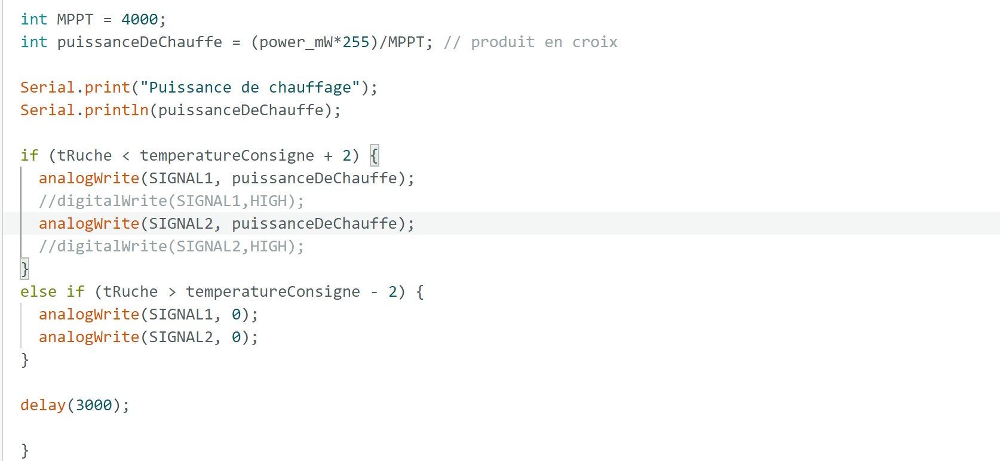 int MPPT = 4000;
int puissanceDeChauffe = (power_mW*255)/MPPT; // produit en croix
Serial.print("Puissance de chauffage");
Serial.println(puissanceDeChauffe);
if (tRuche < temperatureConsigne + 2) {
analogWrite(SIGNAL1, puissanceDeChauffe);
//digitalWrite(SIGNAL1,HIGH);
analogWrite(SIGNAL2, puissanceDeChauffe);
//digitalWrite(SIGNAL2,HIGH);
}
else if (tRuche > temperatureConsigne - 2) {
analogWrite(SIGNAL1, 0);
analogWrite(SIGNAL2, 0);
}
delay(3000);
}